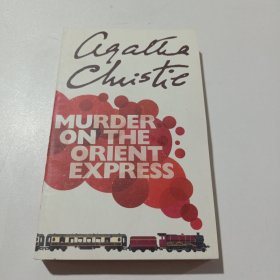 Agatha
Christie
MURDER
ON THE
ORIENT
EXPRESS